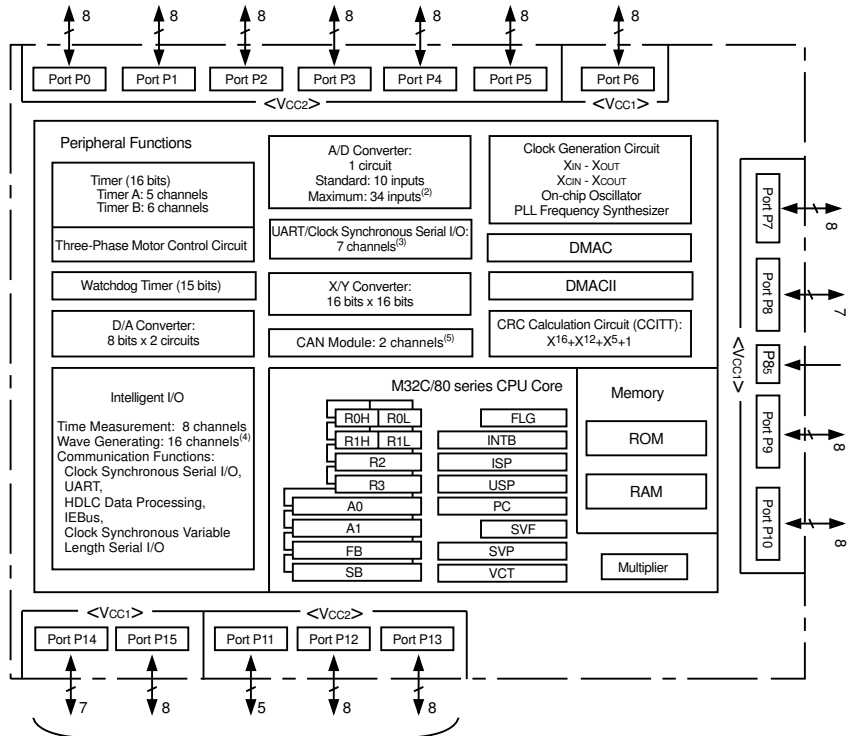 8 8 8 8 8 8 8
Port P0 Port P1 Port P2 Port P3 Port P4 Port P5 Port P6
<VCC2> <VCC1>
Peripheral Functions
Timer (16 bits)
Timer A: 5 channels
Timer B: 6 channels
Three-Phase Motor Control Circuit
Watchdog Timer (15 bits)
D/A Converter:
8 bits x 2 circuits
A/D Converter:
1 circuit
Standard: 10 inputs
Maximum: 34 inputs(2)
UART/Clock Synchronous Serial I/O:
7 channels(3)
X/Y Converter:
16 bits x 16 bits
CAN Module: 2 channels(5)
Clock Generation Circuit
XIN - XOUT
XCIN - XCOUT
On-chip Oscillator
PLL Frequency Synthesizer
DMAC
DMACII
CRC Calculation Circuit (CCITT):
X16+X12+X5+1
Intelligent I/O
Time Measurement: 8 channels
Wave Generating: 16 channels(4)
Communication Functions:
Clock Synchronous Serial I/O,
UART,
HDLC Data Processing,
IEBus,
Clock Synchronous Variable
Length Serial I/O
M32C/80 series CPU Core
R0H R0L
R1H R1L
R2
R3
A0
A1
FB
SB
FLG
INTB
ISP
USP
PC
SVF
SVP
VCT
Memory
ROM
RAM
Multiplier
<VCC1>
Port P7
8
Port P8
7
P85
Port P9
8
Port P10
8
<VCC1> <VCC2>
Port P14 Port P15 Port P11 Port P12 Port P13
7 8 5 8 8